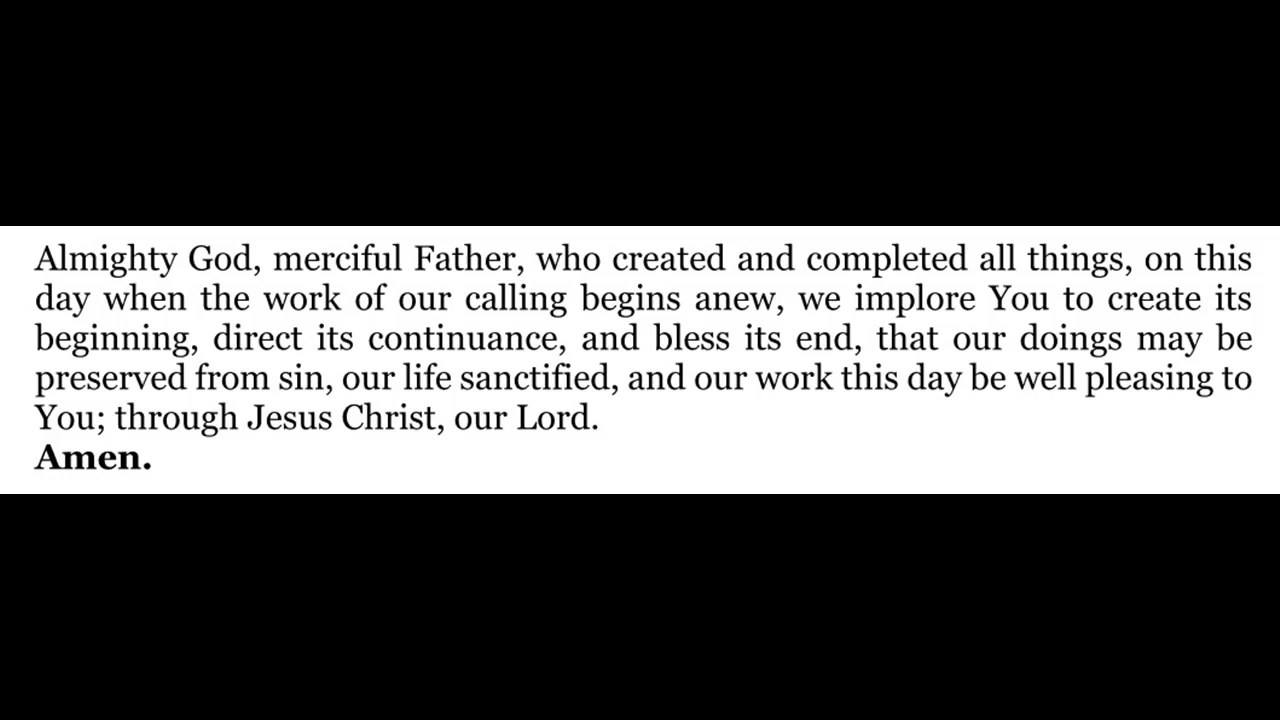 Almighty God, merciful Father, who created and completed all things, on this
day when the work of our calling begins anew, we implore You to create its
beginning, direct its continuance, and bless its end, that our doings may be
preserved from sin, our life sanctified, and our work this day be well pleasing to
You; through Jesus Christ, our Lord.
Amen.